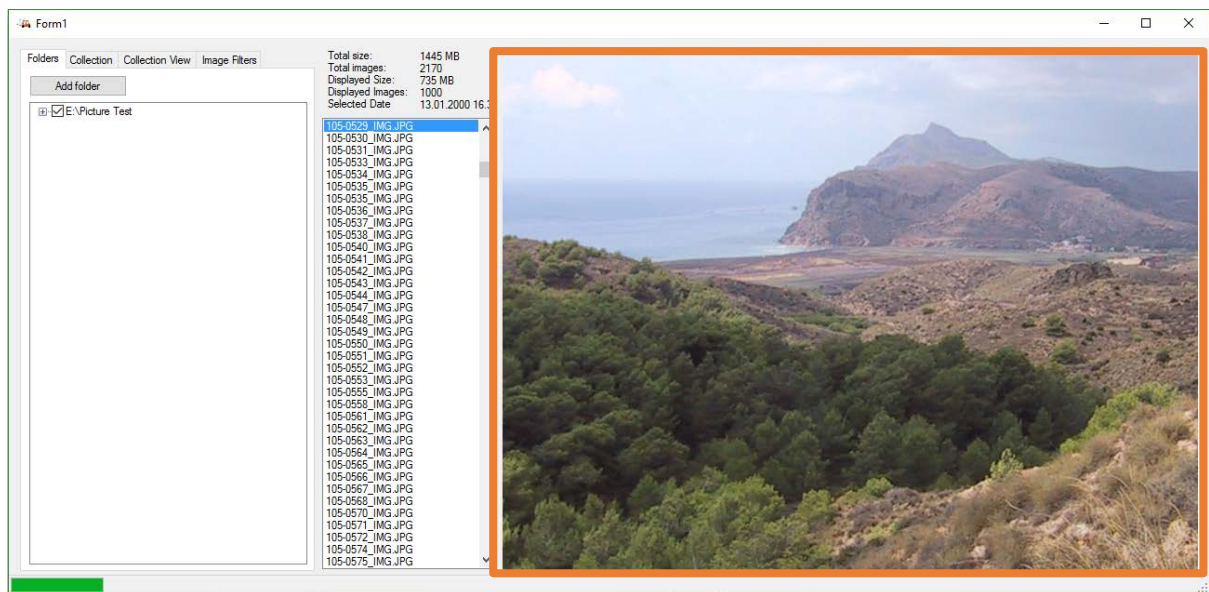 Form1
Folders Collection Collection View Image Filters
Add folder
E:\Picture Test
Total size: 1445 MB
Total images: 2170
Displayed Size: 735 MB
Displayed Images: 1000
Selected Date 13.01.2000 16.3
105-0529_IMG.JPG
105-0530_IMG.JPG
105-0531_IMG.JPG
105-0533_IMG.JPG
105-0534_IMG.JPG
105-0535_IMG.JPG
105-0535_IMG.JPG
105-0536_IMG.JPG
105-0537_IMG.JPG
105-0538_IMG.JPG
105-0540_IMG.JPG
105-0541_IMG.JPG
105-0542_IMG.JPG
105-0543_IMG.JPG
105-0544_IMG.JPG
105-0547_IMG.JPG
105-0548_IMG.JPG
105-0549_IMG.JPG
105-0550_IMG.JPG
105-0551_IMG.JPG
105-0552_IMG.JPG
105-0553_IMG.JPG
105-0555_IMG.JPG
105-0558_IMG.JPG
105-0561_IMG.JPG
105-0562_IMG.JPG
105-0563_IMG.JPG
105-0564_IMG.JPG
105-0565_IMG.JPG
105-0566_IMG.JPG
105-0567_IMG.JPG
105-0568_IMG.JPG
105-0570_IMG.JPG
105-0571_IMG.JPG
105-0572_IMG.JPG
105-0574_IMG.JPG
105-0575_IMG.JPG